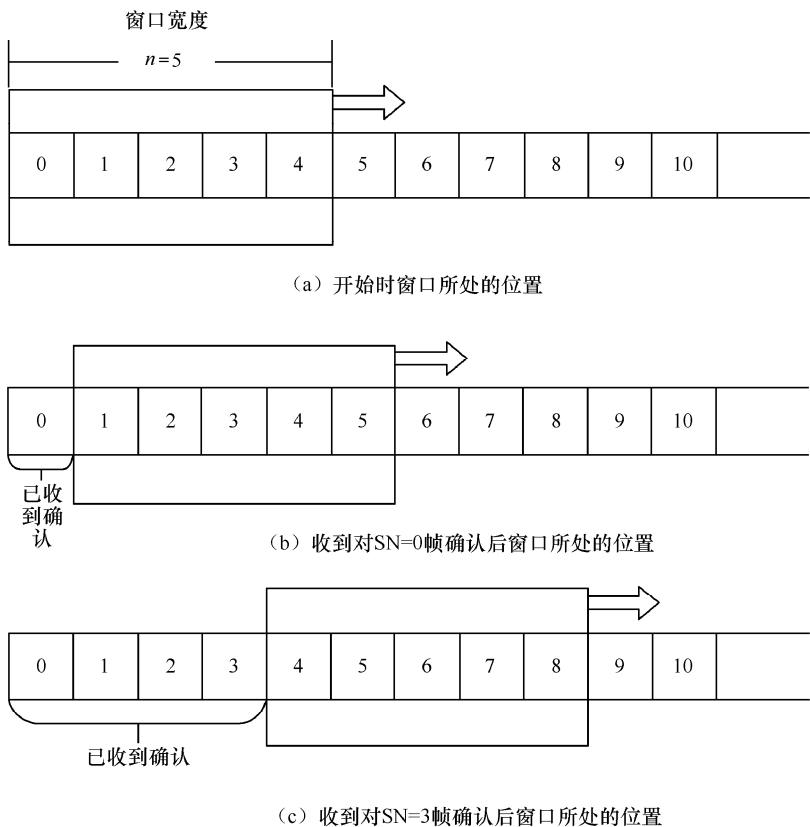 窗口宽度
n=5
0 1 2 3 4 5 6 7 8 9 10
（a）开始时窗口所处的位置
0 1 2 3 4 5 6 7 8 9 10
已收
到确
认
（b）收到对SN=0帧确认后窗口所处的位置
0 1 2 3 4 5 6 7 8 9 10
已收到确认
（c）收到对SN=3帧确认后窗口所处的位置